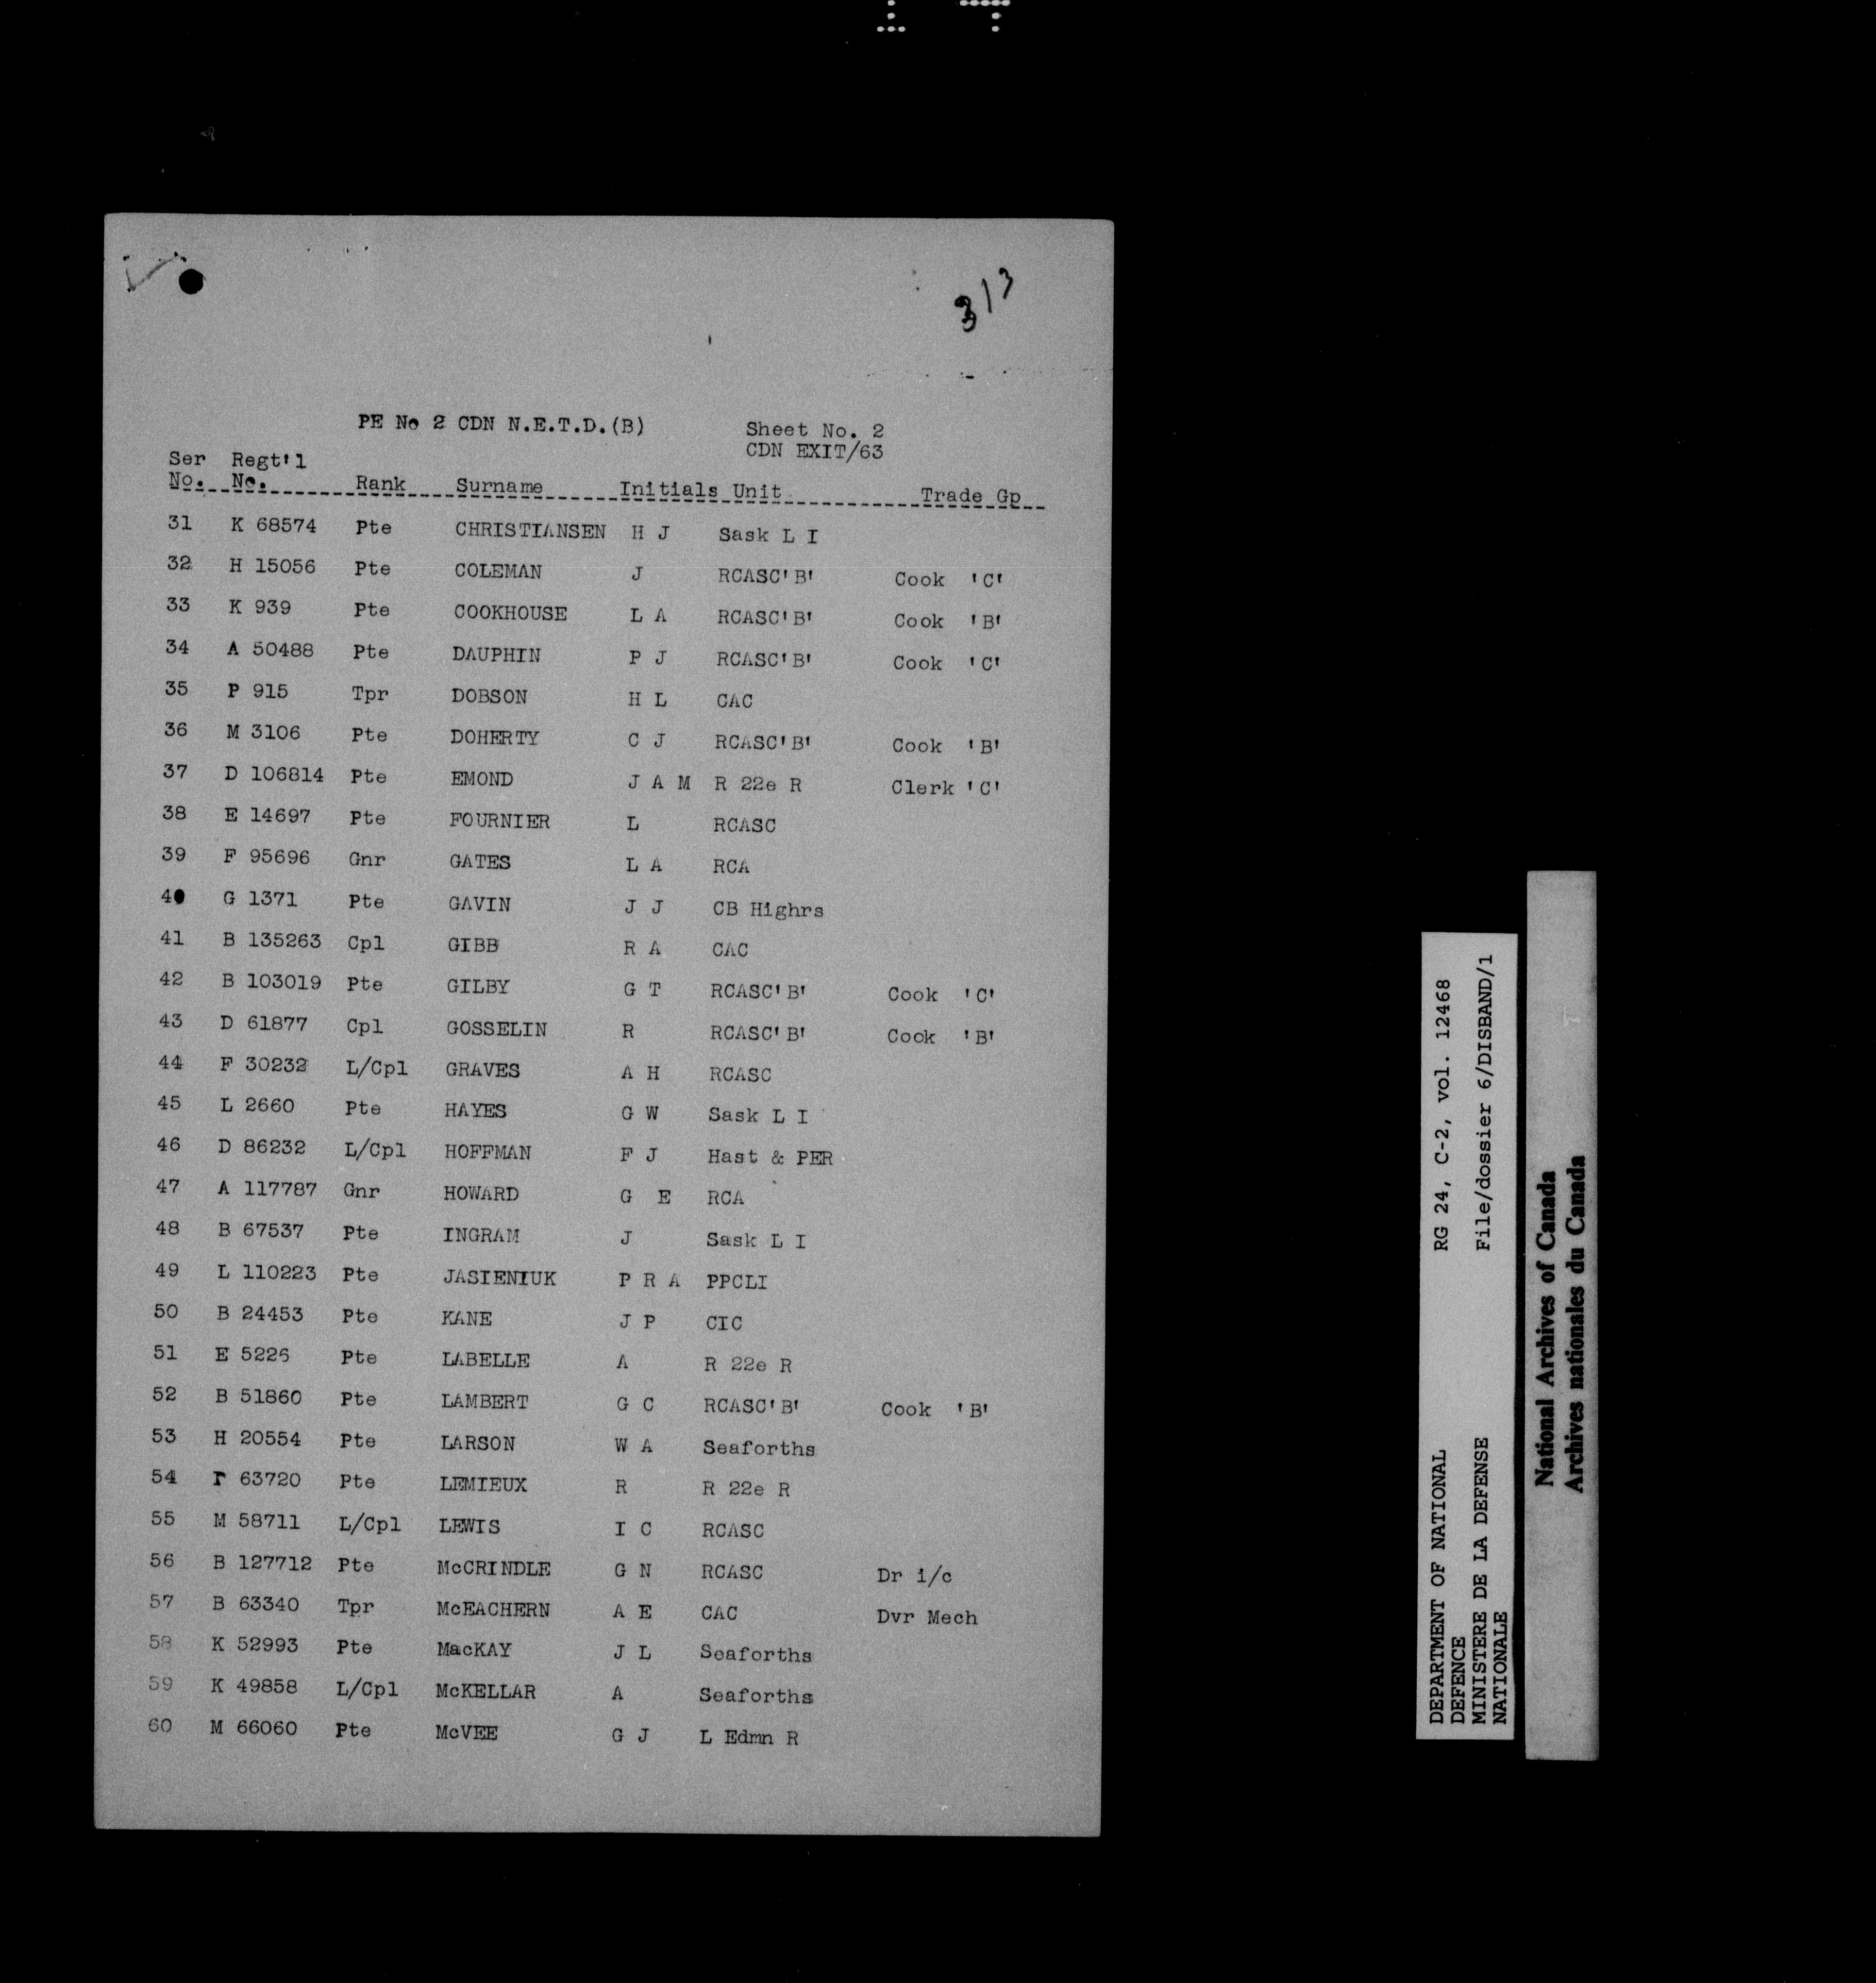 313
PE No 2 CDN N.E.T.D.(B) Sheet No. 2
CDN EXIT/63
Ser Regt'l
No. No. Rank Surname Initials Unit Trade Gp
31 K 68574 Pte CHRISTIANSEN H J Sask L I
32 H 15056 Pte COLEMAN J RCASC'B' Cook 'C'
33 K 939 Pte COOKHOUSE L A RCASC'B' Cook 'B'
34 A 50488 Pte DAUPHIN P J RCASC'B' Cook 'C'
35 P 915 Tpr DOBSON H L CAC
36 M 3106 Pte DOHERTY C J RCASC'B' Cook 'B'
37 D 106814 Pte EMOND J A M R 22e R Clerk 'C'
38 E 14697 Pte FOURNIER L RCASC
39 F 95696 Gnr GATES L A RCA
40 G 1371 Pte GAVIN J J CB Highrs
41 B 135263 Cpl GIBB R A CAC
42 B 103019 Pte GILBY G T RCASC'B' Cook 'C'
43 D 61877 Cpl GOSSELIN R RCASC'B' Cook 'B'
44 F 30232 L/Cpl GRAVES A H RCASC
45 L 2660 Pte HAYES G W Sask L I
46 D 86232 L/Cpl HOFFMAN F J Hast & PER
47 A 117787 Gnr HOWARD G E RCA
48 B 67537 Pte INGRAM J Sask L I
49 L 110223 Pte JASIENIUK P R A PPCLI
50 B 24453 Pte KANE J P CIC
51 E 5226 Pte LABELLE A R 22e R
52 B 51860 Pte LAMBERT G C RCASC'B' Cook 'B'
53 H 20554 Pte LARSON W A Seaforths
54 63720 Pte LEMIEUX R R 22e R
55 M 58711 L/Cpl LEWIS I C RCASC
56 B 127712 Pte McCRINDLE G N RCASC Dr i/c
57 B 63340 Tpr McEACHERN A E CAC Dvr Mech
58 K 52993 Pte MacKAY J L Seaforths
59 K 49858 L/Cpl McKELLAR A Seaforths
60 M 66060 Pte McVEE G J L Edmn R
DEPARTMENT OF NATIONAL RG 24, C-2, vol. 12468
DEFENCE
MINISTERE DE LA DEFENSE File/dossier 6/DISBAND/1
NATIONALE
National Archives of Canada
Archives nationales du Canada